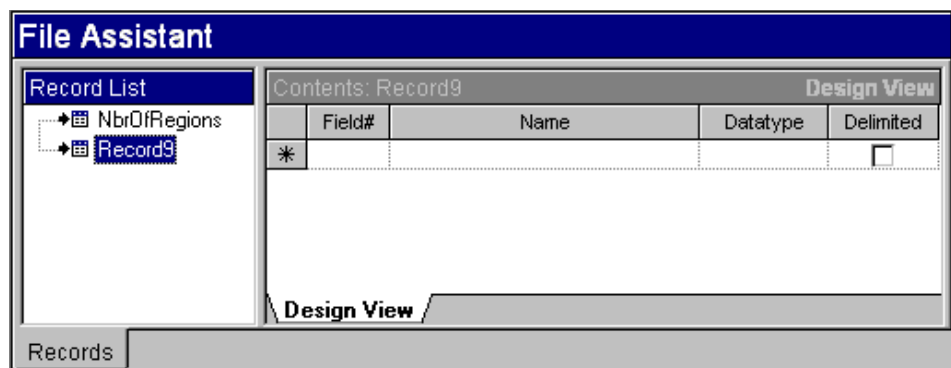 File Assistant
Record List
NbrOfRegions
Record9
Contents: Record9 Design View
Field# Name Datatype Delimited
Design View
Records